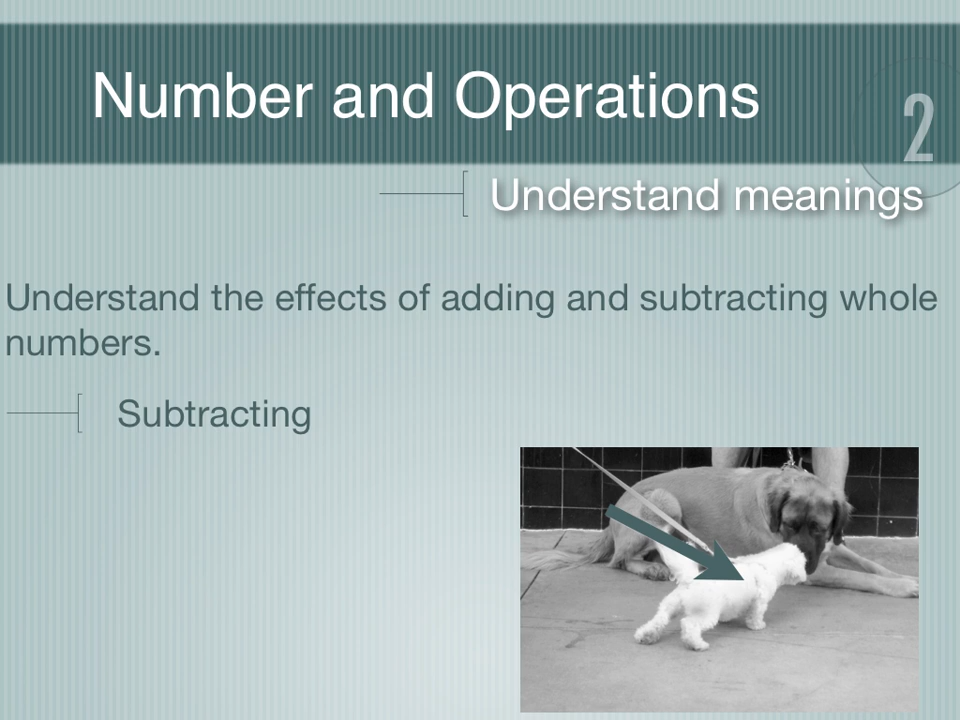 Number and Operations
2
Understand meanings
Understand the effects of adding and subtracting whole
numbers.
Subtracting